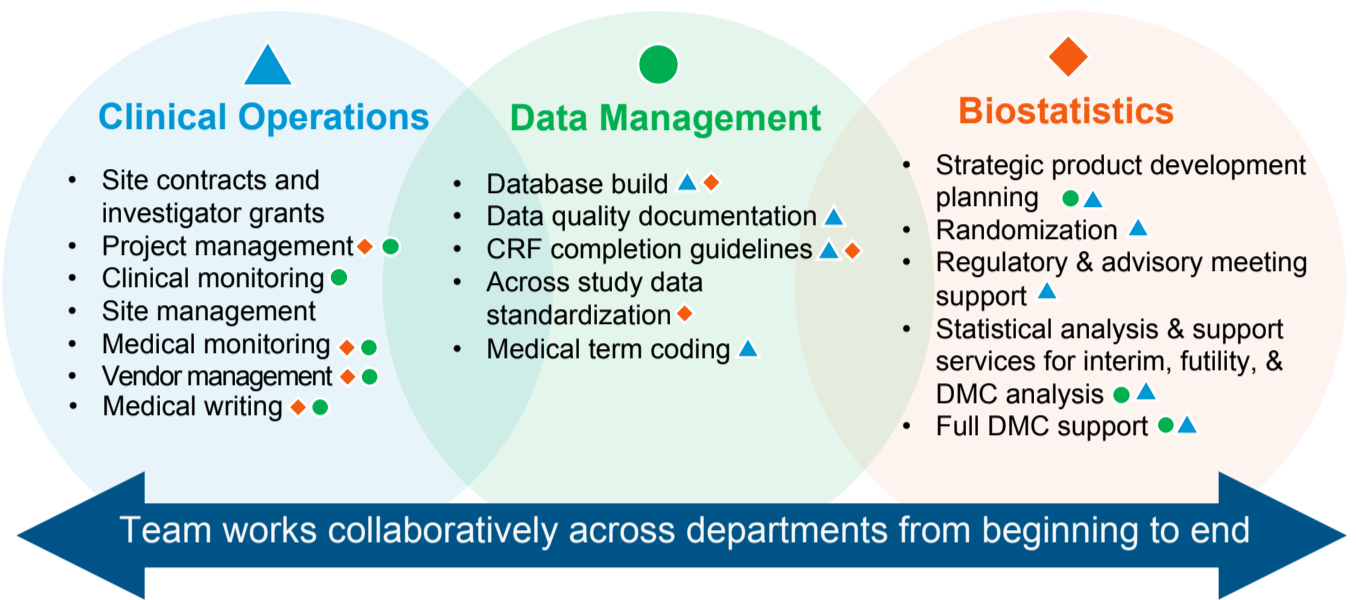 Clinical Operations
• Site contracts and
investigator grants
• Project management
• Clinical monitoring
• Site management
• Medical monitoring
• Vendor management
• Medical writing
Data Management
• Database build
• Data quality documentation
• CRF completion guidelines
• Across study data
standardization
• Medical term coding
Biostatistics
• Strategic product development
planning
• Randomization
• Regulatory & advisory meeting
support
• Statistical analysis & support
services for interim, futility, &
DMC analysis
• Full DMC support
Team works collaboratively across departments from beginning to end